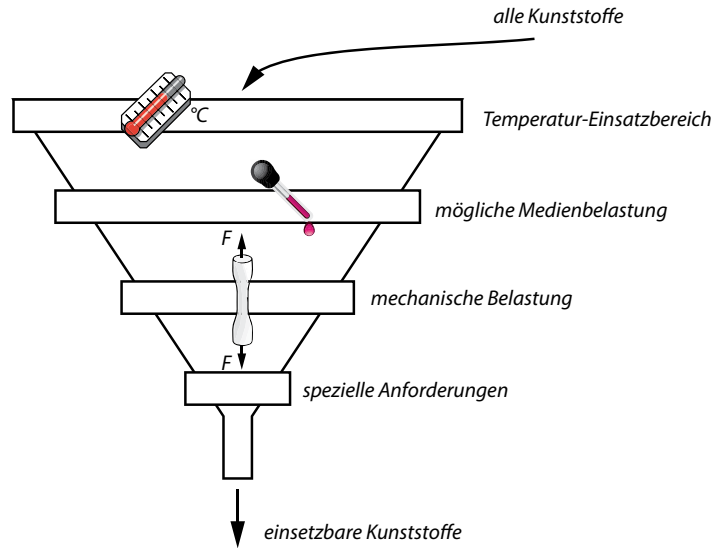 alle Kunststoffe
°C
Temperatur-Einsatzbereich
mögliche Medienbelastung
F
mechanische Belastung
F
spezielle Anforderungen
einsetzbare Kunststoffe